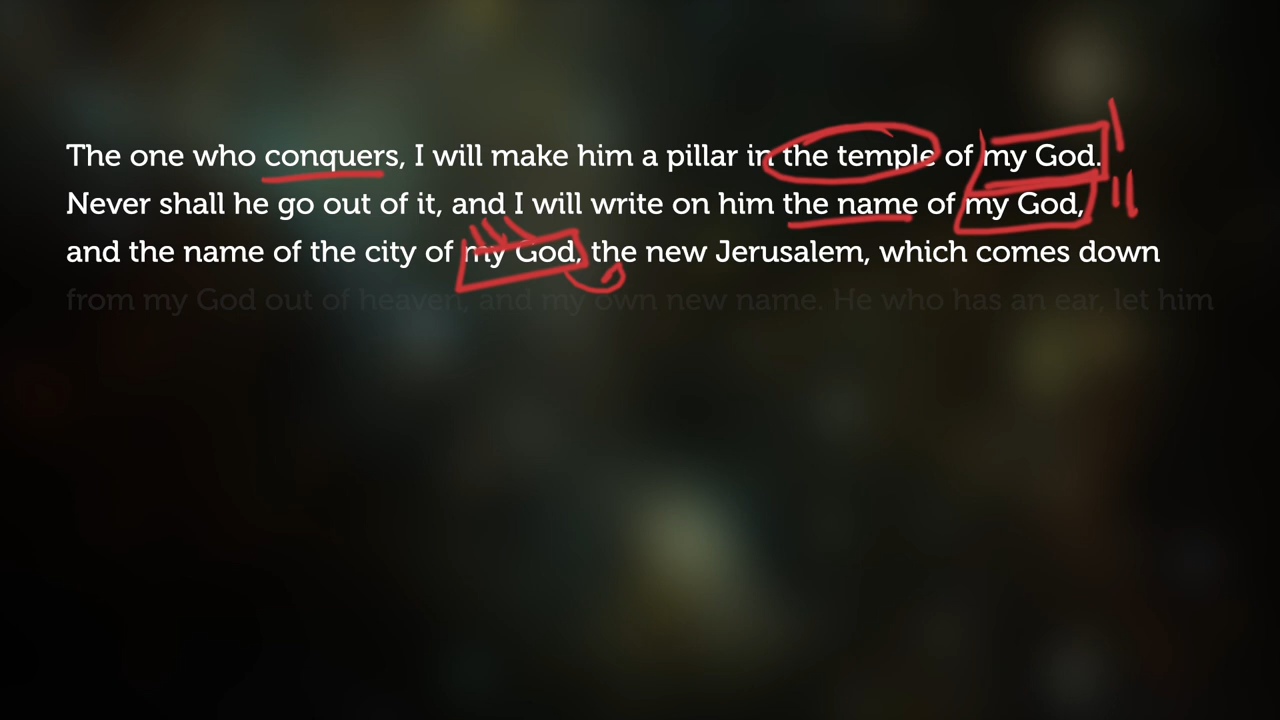 The one who conquers, I will make him a pillar in the temple of my God.
Never shall he go out of it, and I will write on him the name of my God,
and the name of the city of my God, the new Jerusalem, which comes down
from my God out of heaven, and my own new name. He who has an ear, let him